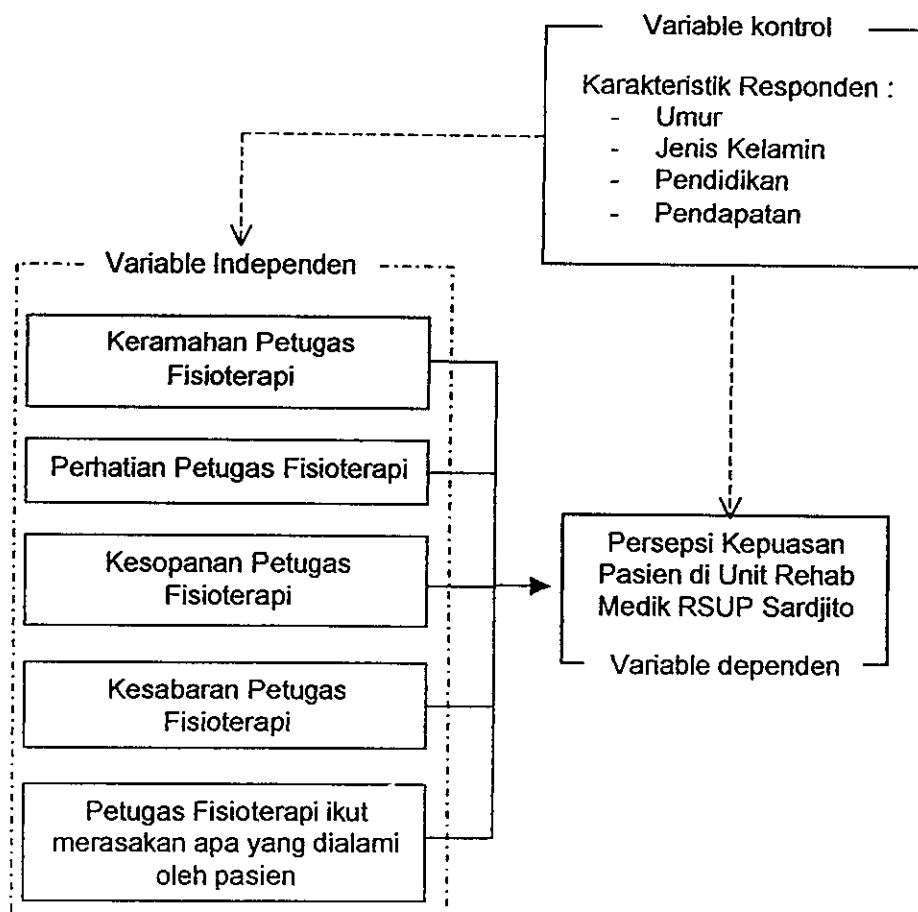 Variable kontrol
Karakteristik Responden :
- Umur
- Jenis Kelamin
- Pendidikan
- Pendapatan
Variable Independen
Keramahan Petugas
Fisioterapi
Perhatian Petugas Fisioterapi
Kesopanan Petugas
Fisioterapi
Kesabaran Petugas
Fisioterapi
Petugas Fisioterapi ikut
merasakan apa yang dialami
oleh pasien
Persepsi Kepuasan
Pasien di Unit Rehab
Medik RSUP Sardjito
Variable dependen